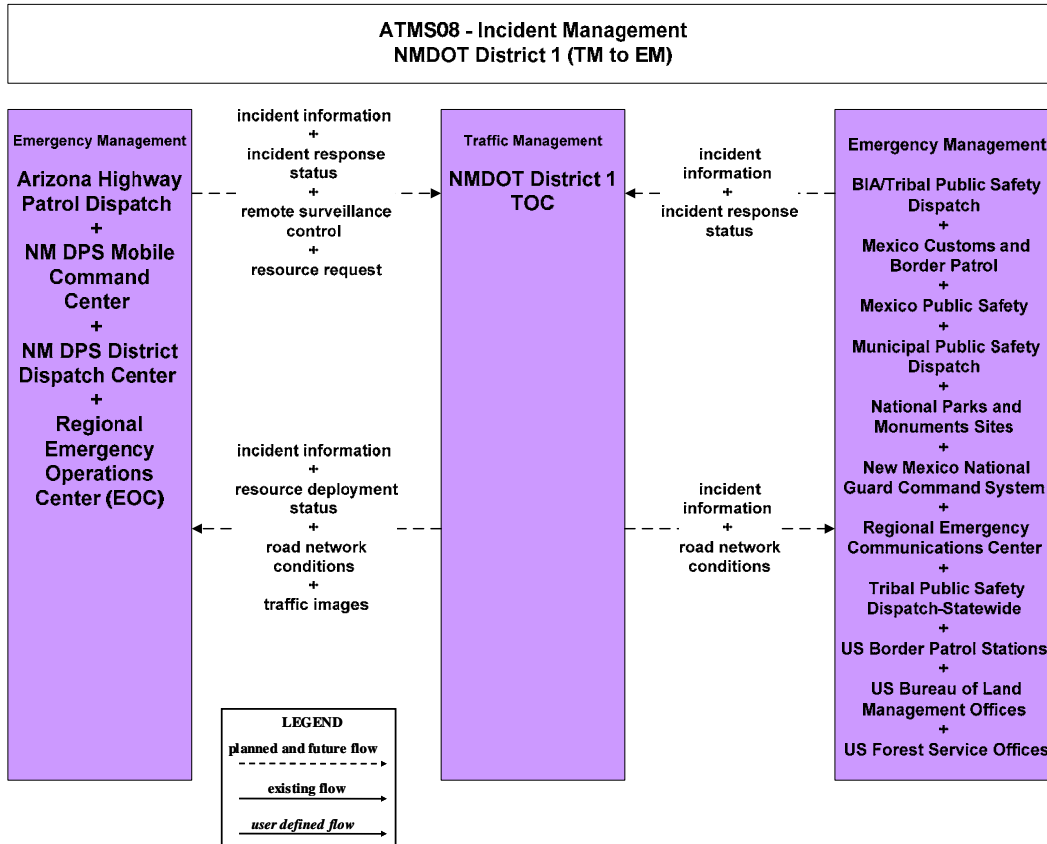 ATMS08 - Incident Management
NMDOT District 1 (TM to EM)
Emergency Management
Arizona Highway
Patrol Dispatch
+
NM DPS Mobile
Command
Center
+
NM DPS District
Dispatch Center
+
Regional
Emergency
Operations
Center (EOC)
incident information
+
incident response
status
+
remote surveillance
control
+
resource request
incident information
+
resource deployment
status
+
road network
conditions
+
traffic images
Traffic Management
NMDOT District 1
TOC
incident
information
+
incident response
status
incident
information
+
road network
conditions
Emergency Management
BIA/Tribal Public Safety
Dispatch
+
Mexico Customs and
Border Patrol
+
Mexico Public Safety
+
Municipal Public Safety
Dispatch
+
National Parks and
Monuments Sites
+
New Mexico National
Guard Command System
+
Regional Emergency
Communications Center
+
Tribal Public Safety
Dispatch-Statewide
+
US Border Patrol Stations
+
US Bureau of Land
Management Offices
+
US Forest Service Offices
LEGEND
planned and future flow
existing flow
user defined flow